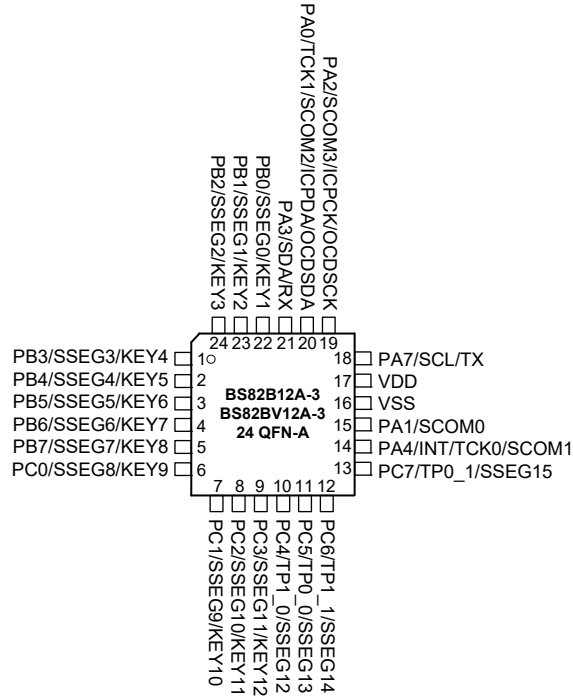 PA0/TCK1/SCOM2/ICPDA/OCDSDA
PA2/SCOM3/ICPCK/OCDSCK
PB2/SSEG2/KEY3
PB1/SSEG1/KEY2
PB0/SSEG0/KEY1
PA3/SDA/RX
24 23 22 21 20 19
PB3/SSEG3/KEY4 1
PB4/SSEG4/KEY5 2
PB5/SSEG5/KEY6 3
PB6/SSEG6/KEY7 4
PB7/SSEG7/KEY8 5
PC0/SSEG8/KEY9 6
BS82B12A-3
BS82BV12A-3
24 QFN-A
18 PA7/SCL/TX
17 VDD
16 VSS
15 PA1/SCOM0
14 PA4/INT/TCK0/SCOM1
13 PC7/TP0_1/SSEG15
7 8 9 10 11 12
PC1/SSEG9/KEY10
PC2/SSEG10/KEY11
PC3/SSEG11/KEY12
PC4/TP1_0/SSEG12
PC5/TP0_0/SSEG13
PC6/TP1_1/SSEG14